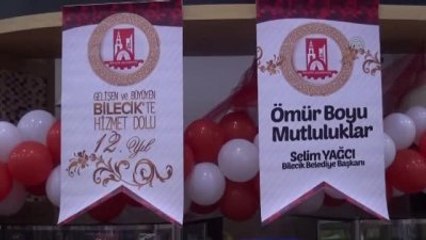 GELİŞEN ve BÜYÜYEN
BİLECİK'TE
HİZMET DOLU
12. Yıl
Ömür Boyu
Mutluluklar
Selim YAĞCI
Bilecik Belediye Başkanı